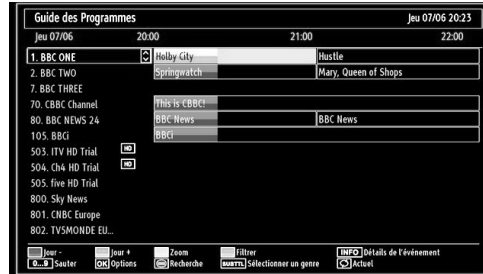 Guide des Programmes Jeu 07/06 20:23
Jeu 07/06 20:00 21:00 22:00
1. BBC ONE Holby City Hustle
2. BBC TWO Springwatch Mary, Queen of Shops
7. BBC THREE
70. CBBC Channel This is CBBC!
80. BBC NEWS 24 BBC News BBC News
105. BBCi BBCi
503. ITV HD Trial HD
504. Ch4 HD Trial HD
505. five HD Trial
800. Sky News
801. CNBC Europe
802. TV5MONDE EU...
Jour - Jour + Zoom Filtrer INFO Détails de l'événement
0...9 Sauter OK Options Recherche SUBTTL Sélectionner un genre Actuel